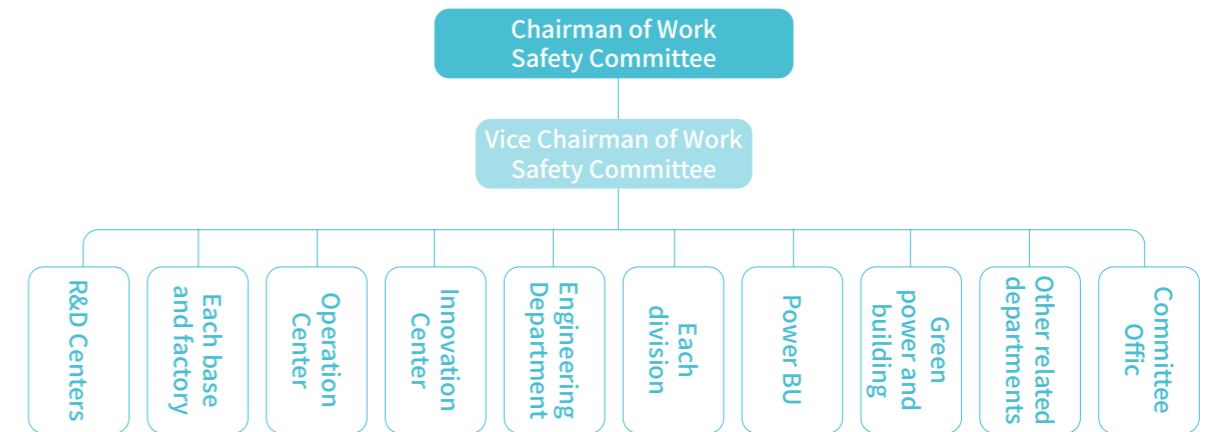 Chairman of Work
Safety Committee
Vice Chairman of Work
Safety Committee
R&D Centers
Each base
and factory
Operation
Center
Innovation
Center
Engineering
Department
Each
division
Power BU
Green
power and
building
Other related
departments
Committee
Offic